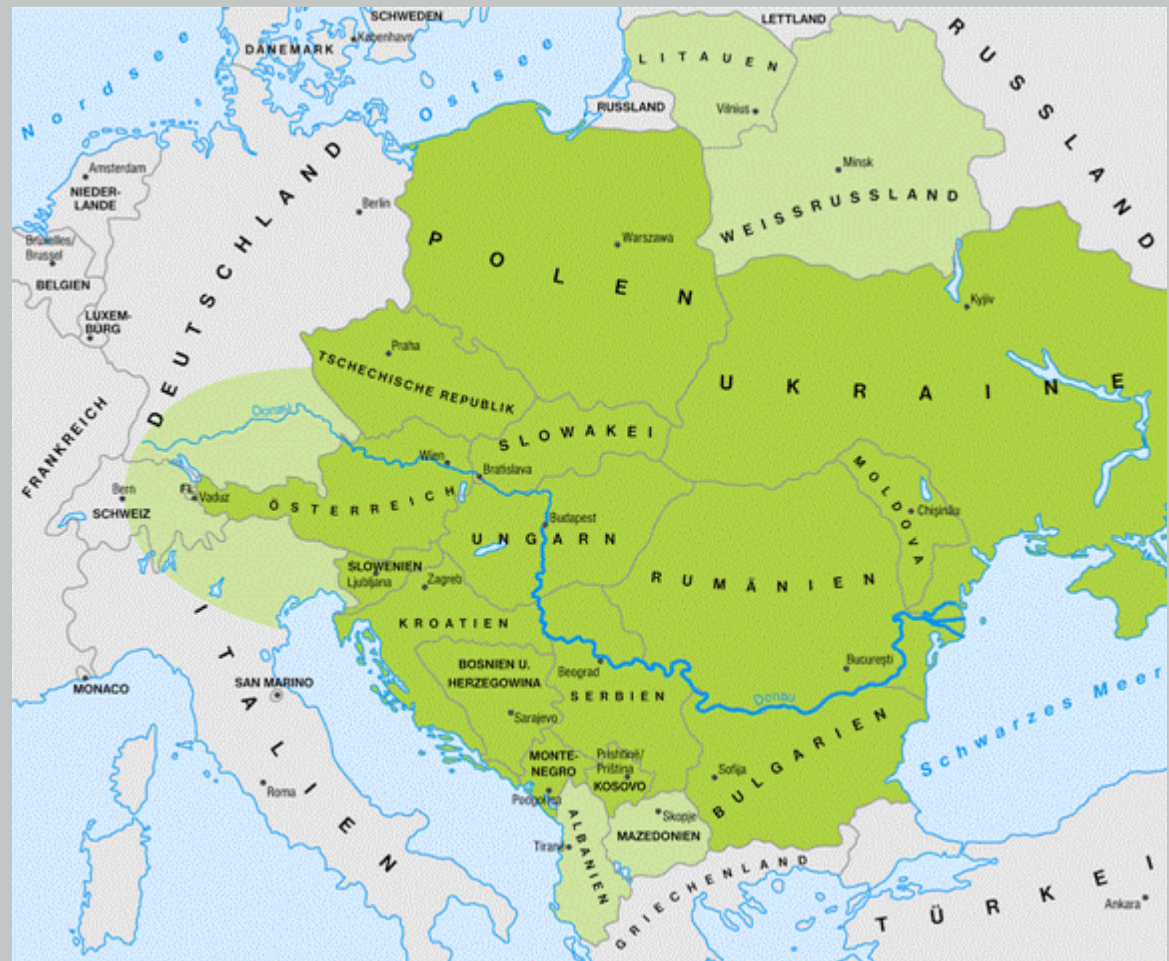 SCHWEDEN
LETTLAND
København
DÄNEMARK
RUSSLAND
Nordsee
Ostsee
LITAUEN
RUSSLAND
Vilnius
Minsk
Amsterdam
NIEDER-
LANDE
Berlin
WEISSRUSSLAND
Bruxelles/
Brussel
BELGIEN
DEUTSCHLAND
POLEN
Warszawa
Kyjiv
LUXEM-
BURG
Praha
TSCHECHISCHE REPUBLIK
UKRAINE
FRANKREICH
Donau
SLOWAKEI
Wien
Bratislava
MOLDOVA
Chişinău
Bern
SCHWEIZ
FL
Vaduz
ÖSTERREICH
Budapest
UNGARN
SLOWENIEN
Ljubljana
Zagreb
RUMÄNIEN
KROATIEN
ITALIEN
BOSNIEN U.
HERZEGOWINA
Beograd
Bucureşti
MONACO
SAN MARINO
SERBIEN
Donau
Sarajevo
Schwarzes Meer
MONTE-
NEGRO
Prishtinë/
Priština
KOSOVO
Sofija
BULGARIEN
Roma
Podgorica
Skopje
ALBANIEN
MAZEDONIEN
Tiranë
GRIECHENLAND
TÜRKEI
Ankara